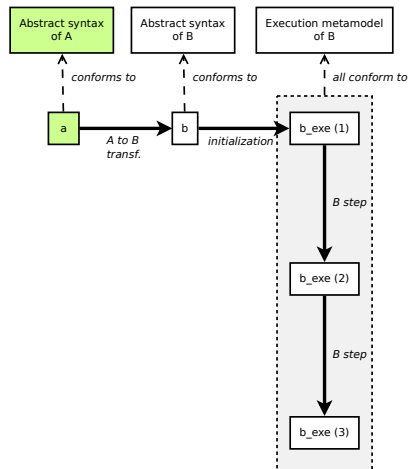 Abstract syntax
of A
Abstract syntax
of B
Execution metamodel
of B
conforms to
conforms to
all conform to
a
b
b_exe (1)
A to B
transf.
initialization
B step
b_exe (2)
B step
b_exe (3)